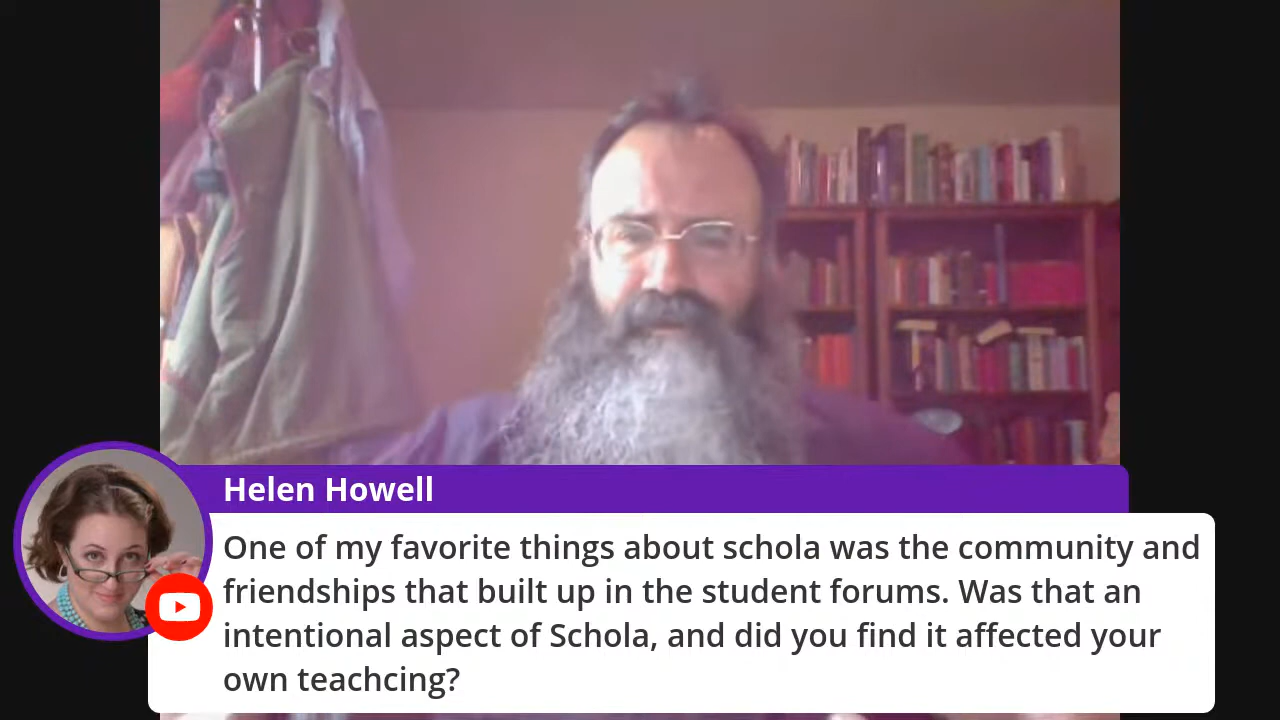 Helen Howell
One of my favorite things about schola was the community and
friendships that built up in the student forums. Was that an
intentional aspect of Schola, and did you find it affected your
own teachcing?